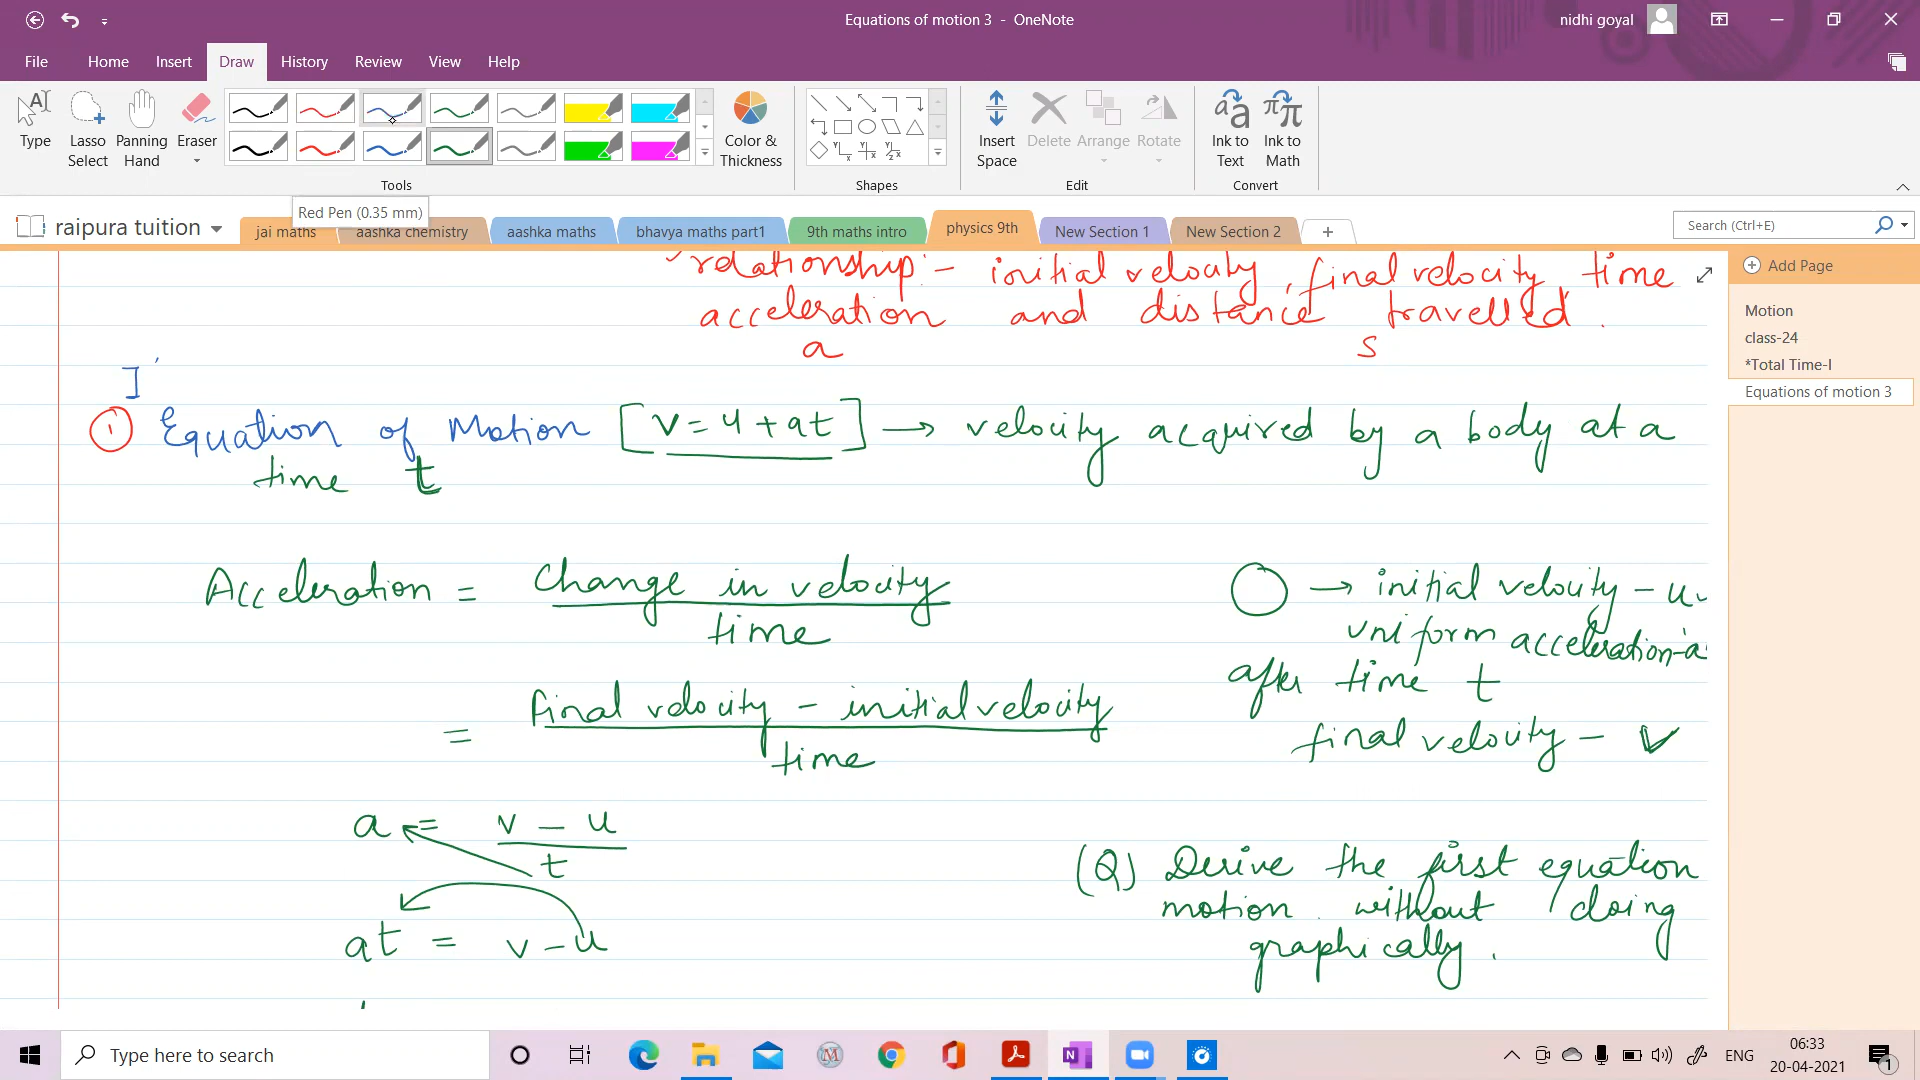 Equations of motion 3 - OneNote
nidhi goyal
File Home Insert Draw History Review View Help
Type
Lasso Select
Panning Hand
Eraser
Color & Thickness
Insert Space
Delete
Arrange
Rotate
Ink to Text
Ink to Math
Tools
Shapes
Edit
Convert
Red Pen (0.35 mm)
raipura tuition
jai maths
aashka chemistry
aashka maths
bhavya maths part1
9th maths intro
physics 9th
New Section 1
New Section 2
Search (Ctrl+E)
Add Page
Motion
class-24
*Total Time-I
Equations of motion 3
relationship:- initial velocity, final velocity, time
acceleration and distance travelled.
a s
I
① Equation of Motion [v = u + at] → velocity acquired by a body at a
time t
Acceleration = change in velocity
time
= final velocity - initial velocity
time
a = v - u
t
at = v - u
→ initial velocity - u
uniform acceleration-a
after time t
final velocity - v
(Q) Derive the first equation
motion without doing
graphically.
Type here to search
ENG
06:33
20-04-2021
1